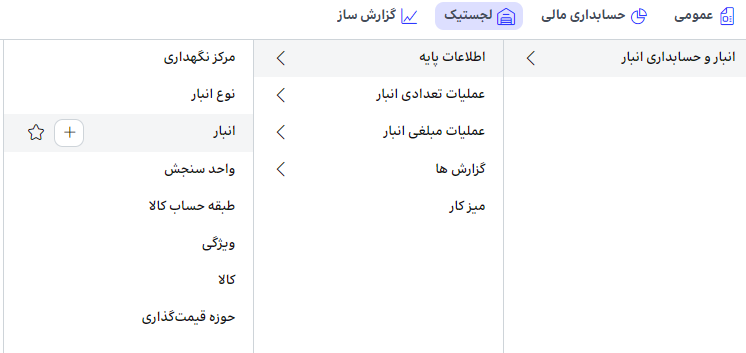 عمومی
حسابداری مالی
لجستیک
گزارش ساز
انبار و حسابداری انبار
اطلاعات پایه
عملیات تعدادی انبار
عملیات مبلغی انبار
گزارش ها
میز کار
مرکز نگهداری
نوع انبار
انبار
واحد سنجش
طبقه حساب کالا
ویژگی
کالا
حوزه قیمت‌گذاری